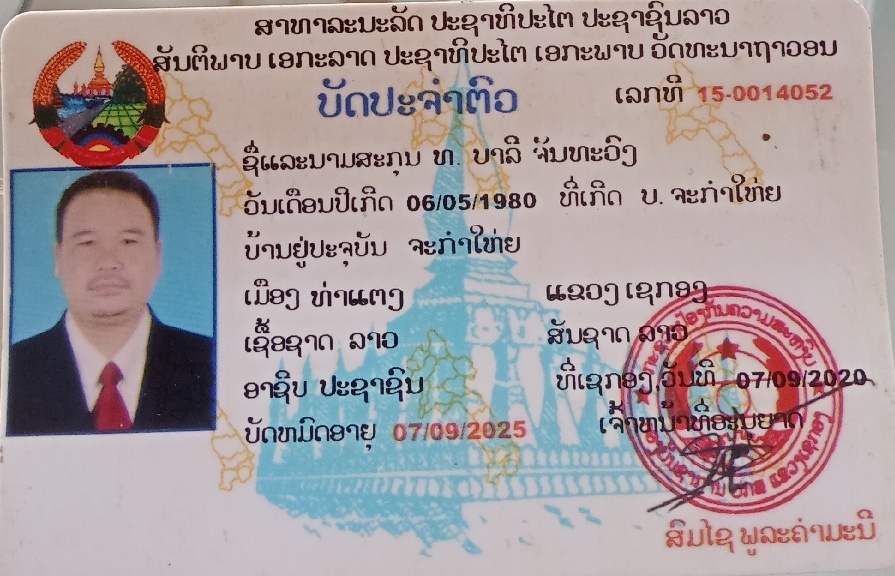 ສາທາລະນະລັດ ປະຊາທິປະໄຕ ປະຊາຊົນລາວ
ສັນຕິພາບ ເອກະລາດ ປະຊາທິປະໄຕ ເອກະພາບ ວັດທະນາຖາວອນ
ບັດປະຈຳຕົວ ເລກທີ 15-0014052
ຊື່ແລະນາມສະກຸນ ທ. ບາລີ ຈັນທະວົງ
ວັນເດືອນປີເກີດ 06/05/1980 ທີ່ເກີດ ບ. ຈະກຳໃຫ່ຍ
ບ້ານຢູ່ປະຈຸບັນ ຈະກຳໃຫ່ຍ
ເມືອງ ທ່າແຕງ ແຂວງ ເຊກອງ
ເຊື້ອຊາດ ລາວ ສັນຊາດ ລາວ
ອາຊີບ ປະຊາຊົນ ທີ່ເຊກອງ,ວັນທີ 07/09/2020
ບັດຫມົດອາຍຸ 07/09/2025 ເຈົ້າຫນ້າທີ່ອະນຸຍາດ
ສົມໄຊ ພູລະຄຳມະນີ